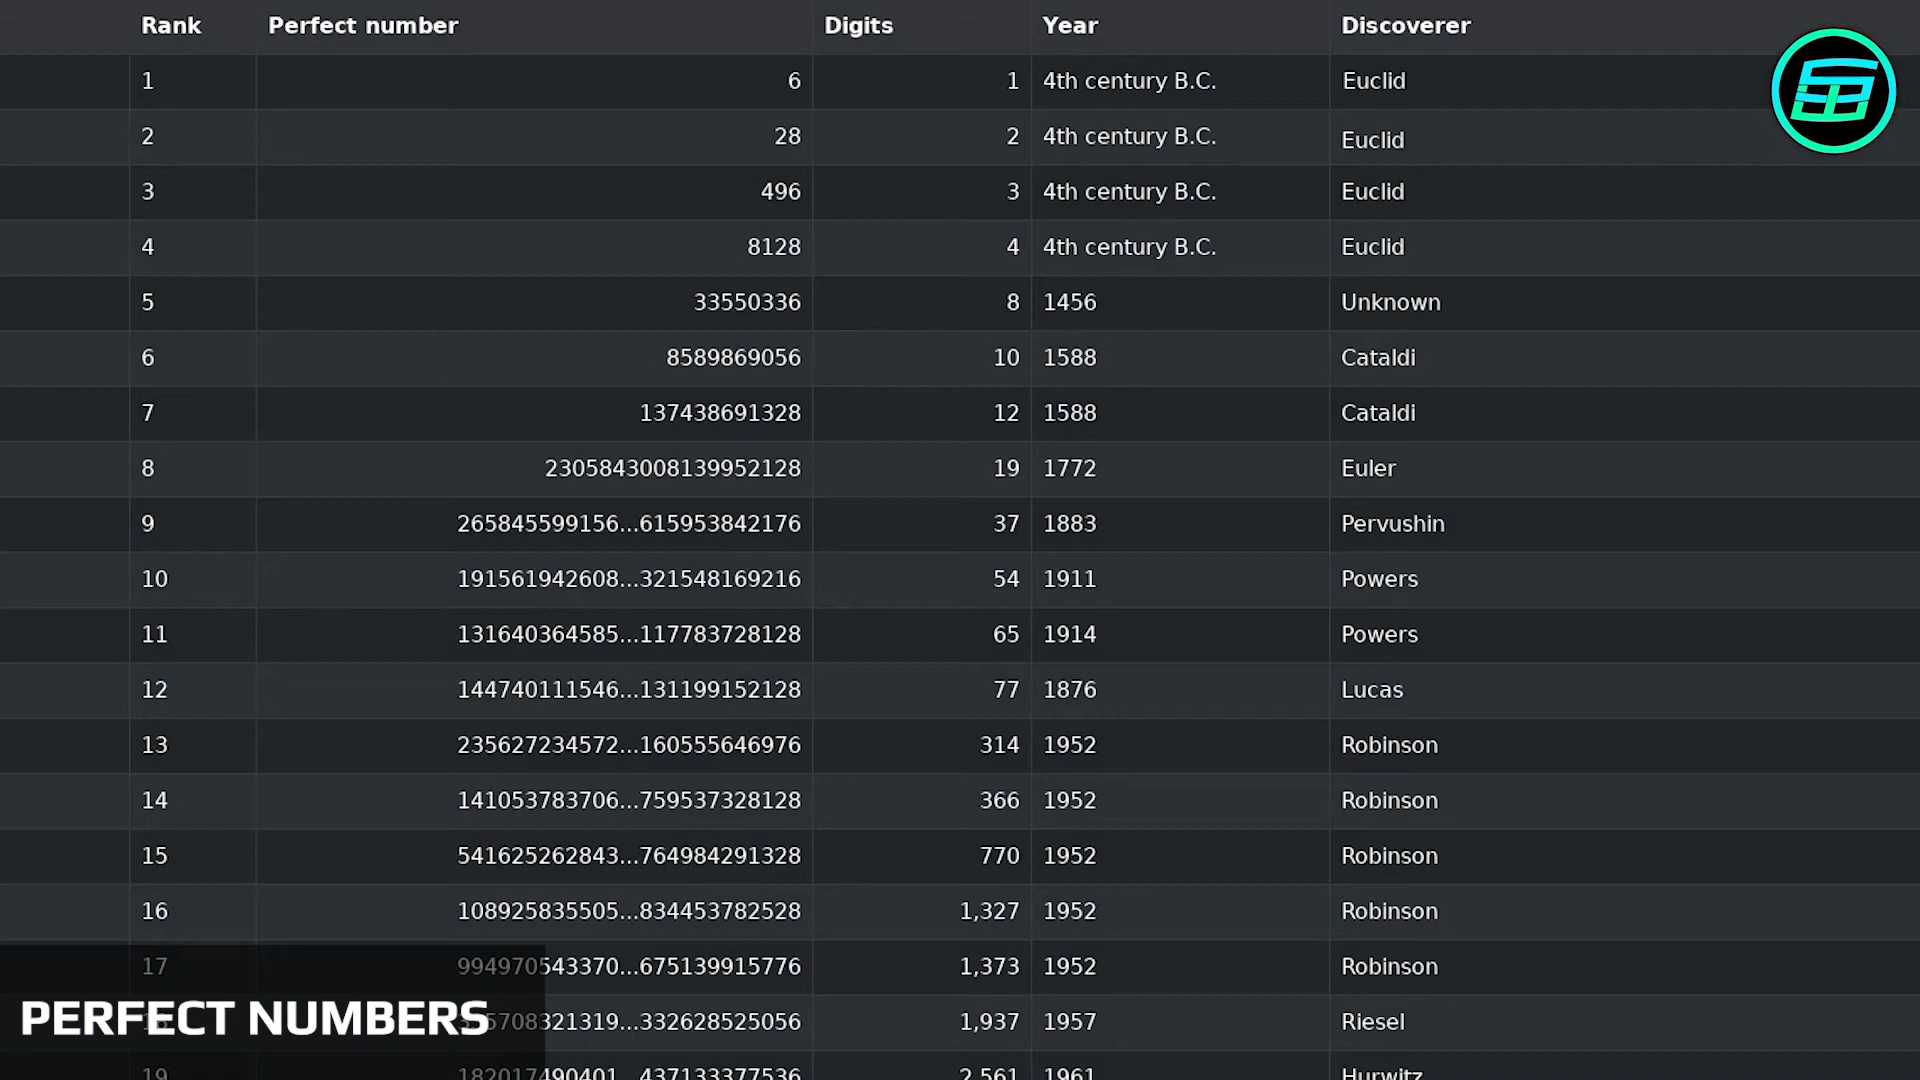 Rank Perfect number Digits Year Discoverer
1 6 1 4th century B.C. Euclid
2 28 2 4th century B.C. Euclid
3 496 3 4th century B.C. Euclid
4 8128 4 4th century B.C. Euclid
5 33550336 8 1456 Unknown
6 8589869056 10 1588 Cataldi
7 137438691328 12 1588 Cataldi
8 2305843008139952128 19 1772 Euler
9 265845599156...615953842176 37 1883 Pervushin
10 191561942608...321548169216 54 1911 Powers
11 131640364585...117783728128 65 1914 Powers
12 144740111546...131199152128 77 1876 Lucas
13 235627234572...160555646976 314 1952 Robinson
14 141053783706...759537328128 366 1952 Robinson
15 541625262843...764984291328 770 1952 Robinson
16 108925835505...834453782528 1,327 1952 Robinson
17 994970543370...675139915776 1,373 1952 Robinson
1,937 1957 Riesel
19 182017490401...437133377536 2,561 1961 Hurwitz
PERFECT NUMBERS